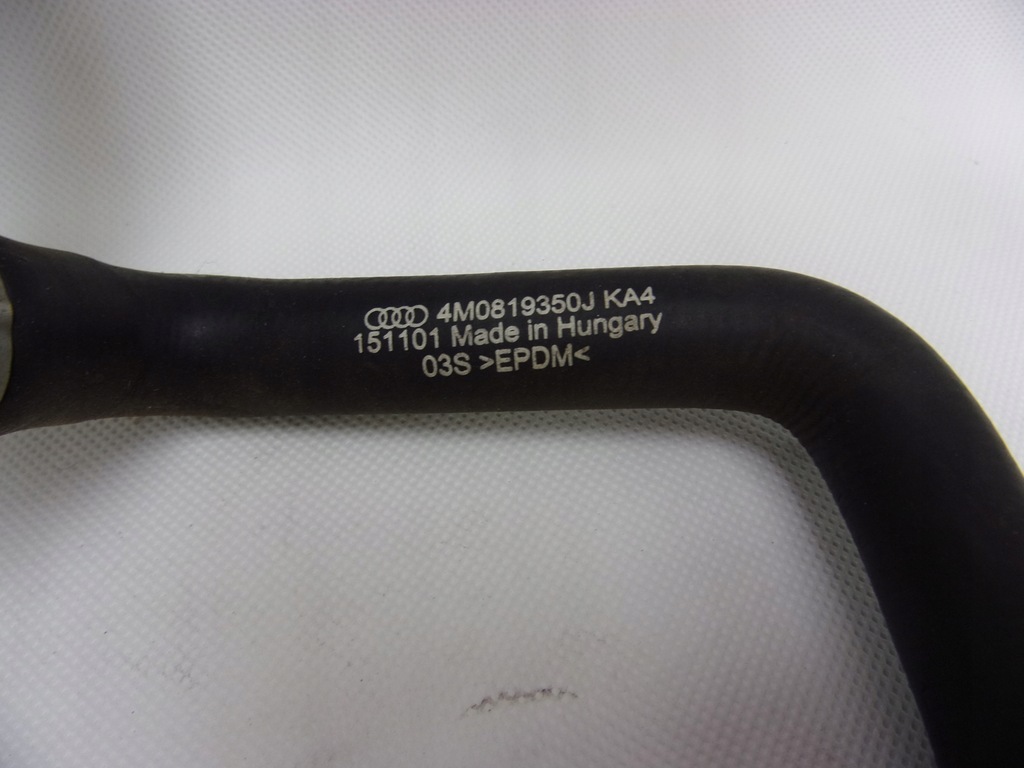 4M0819350J KA4
151101 Made in Hungary
03S >EPDM<